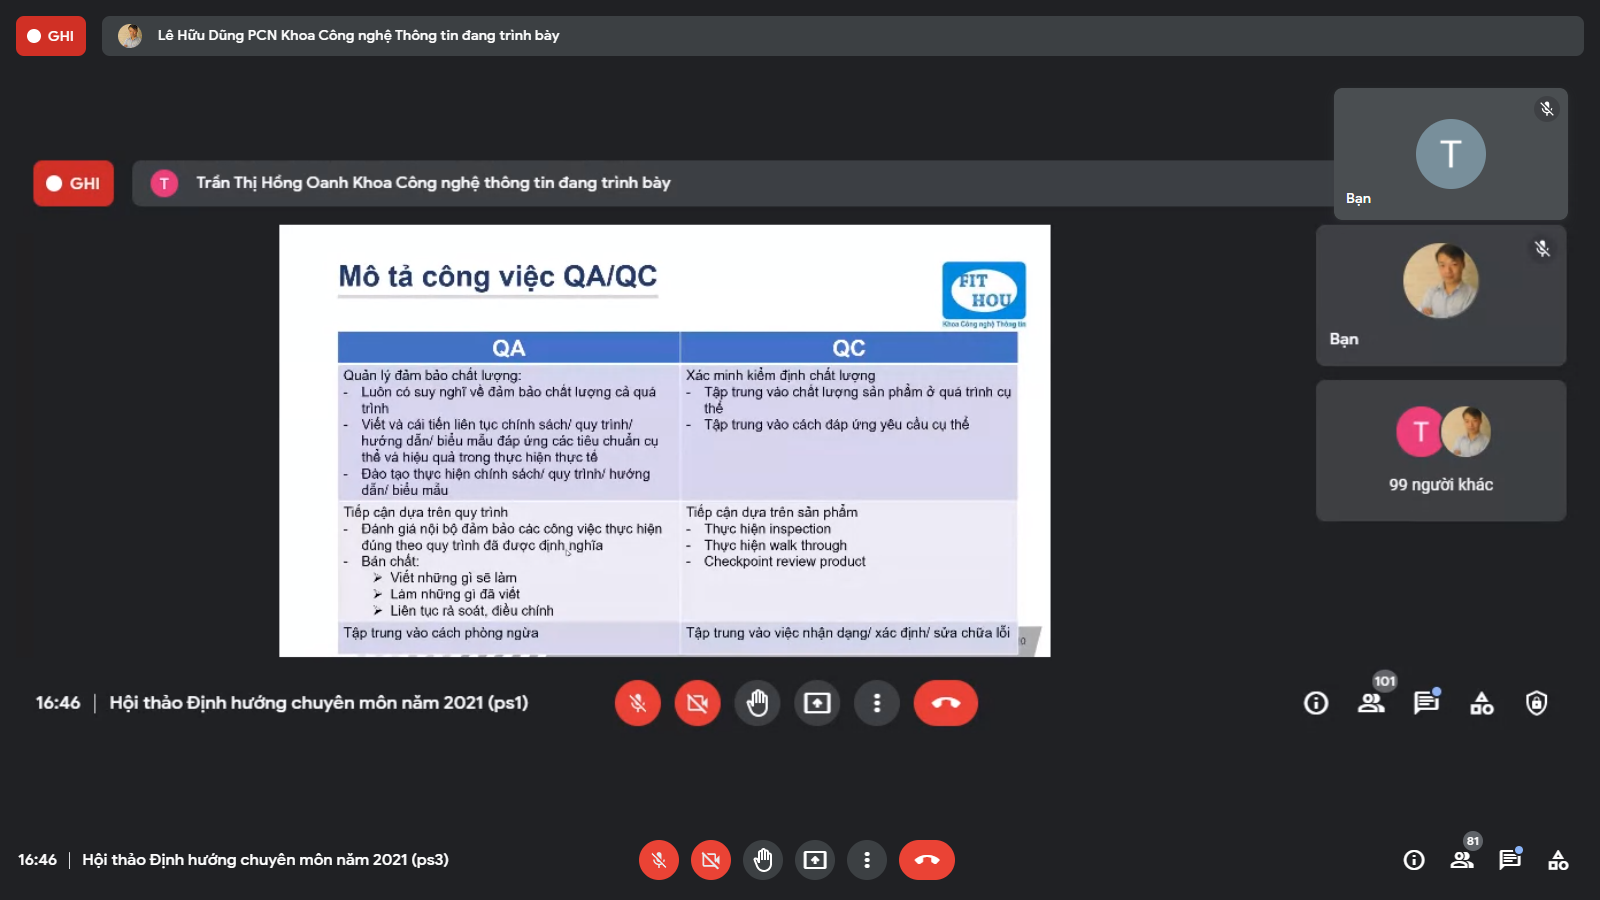 GHI
Lê Hữu Dũng PCN Khoa Công nghệ Thông tin đang trình bày
T
Bạn
GHI
T
Trần Thị Hồng Oanh Khoa Công nghệ thông tin đang trình bày
Bạn
T
99 người khác
Mô tả công việc QA/QC
FIT
HOU
Khoa Công nghệ Thông tin
QA
Quản lý đảm bảo chất lượng:
- Luôn có suy nghĩ về đảm bảo chất lượng cả quá
trình
- Viết và cải tiến liên tục chính sách/ quy trình/
hướng dẫn/ biểu mẫu đáp ứng các tiêu chuẩn cụ
thể và hiệu quả trong thực hiện thực tế
- Đào tạo thực hiện chính sách/ quy trình/ hướng
dẫn/ biểu mẫu
Tiếp cận dựa trên quy trình
- Đánh giá nội bộ đảm bảo các công việc thực hiện
đúng theo quy trình đã được định nghĩa
- Bản chất:
➢ Viết những gì sẽ làm
➢ Làm những gì đã viết
➢ Liên tục rà soát, điều chỉnh
Tập trung vào cách phòng ngừa
QC
Xác minh kiểm định chất lượng
- Tập trung vào chất lượng sản phẩm ở quá trình cụ
thể
- Tập trung vào cách đáp ứng yêu cầu cụ thể
Tiếp cận dựa trên sản phẩm
- Thực hiện inspection
- Thực hiện walk through
- Checkpoint review product
Tập trung vào việc nhận dạng/ xác định/ sửa chữa lỗi
16:46 | Hội thảo Định hướng chuyên môn năm 2021 (ps1)
101
16:46 | Hội thảo Định hướng chuyên môn năm 2021 (ps3)
81